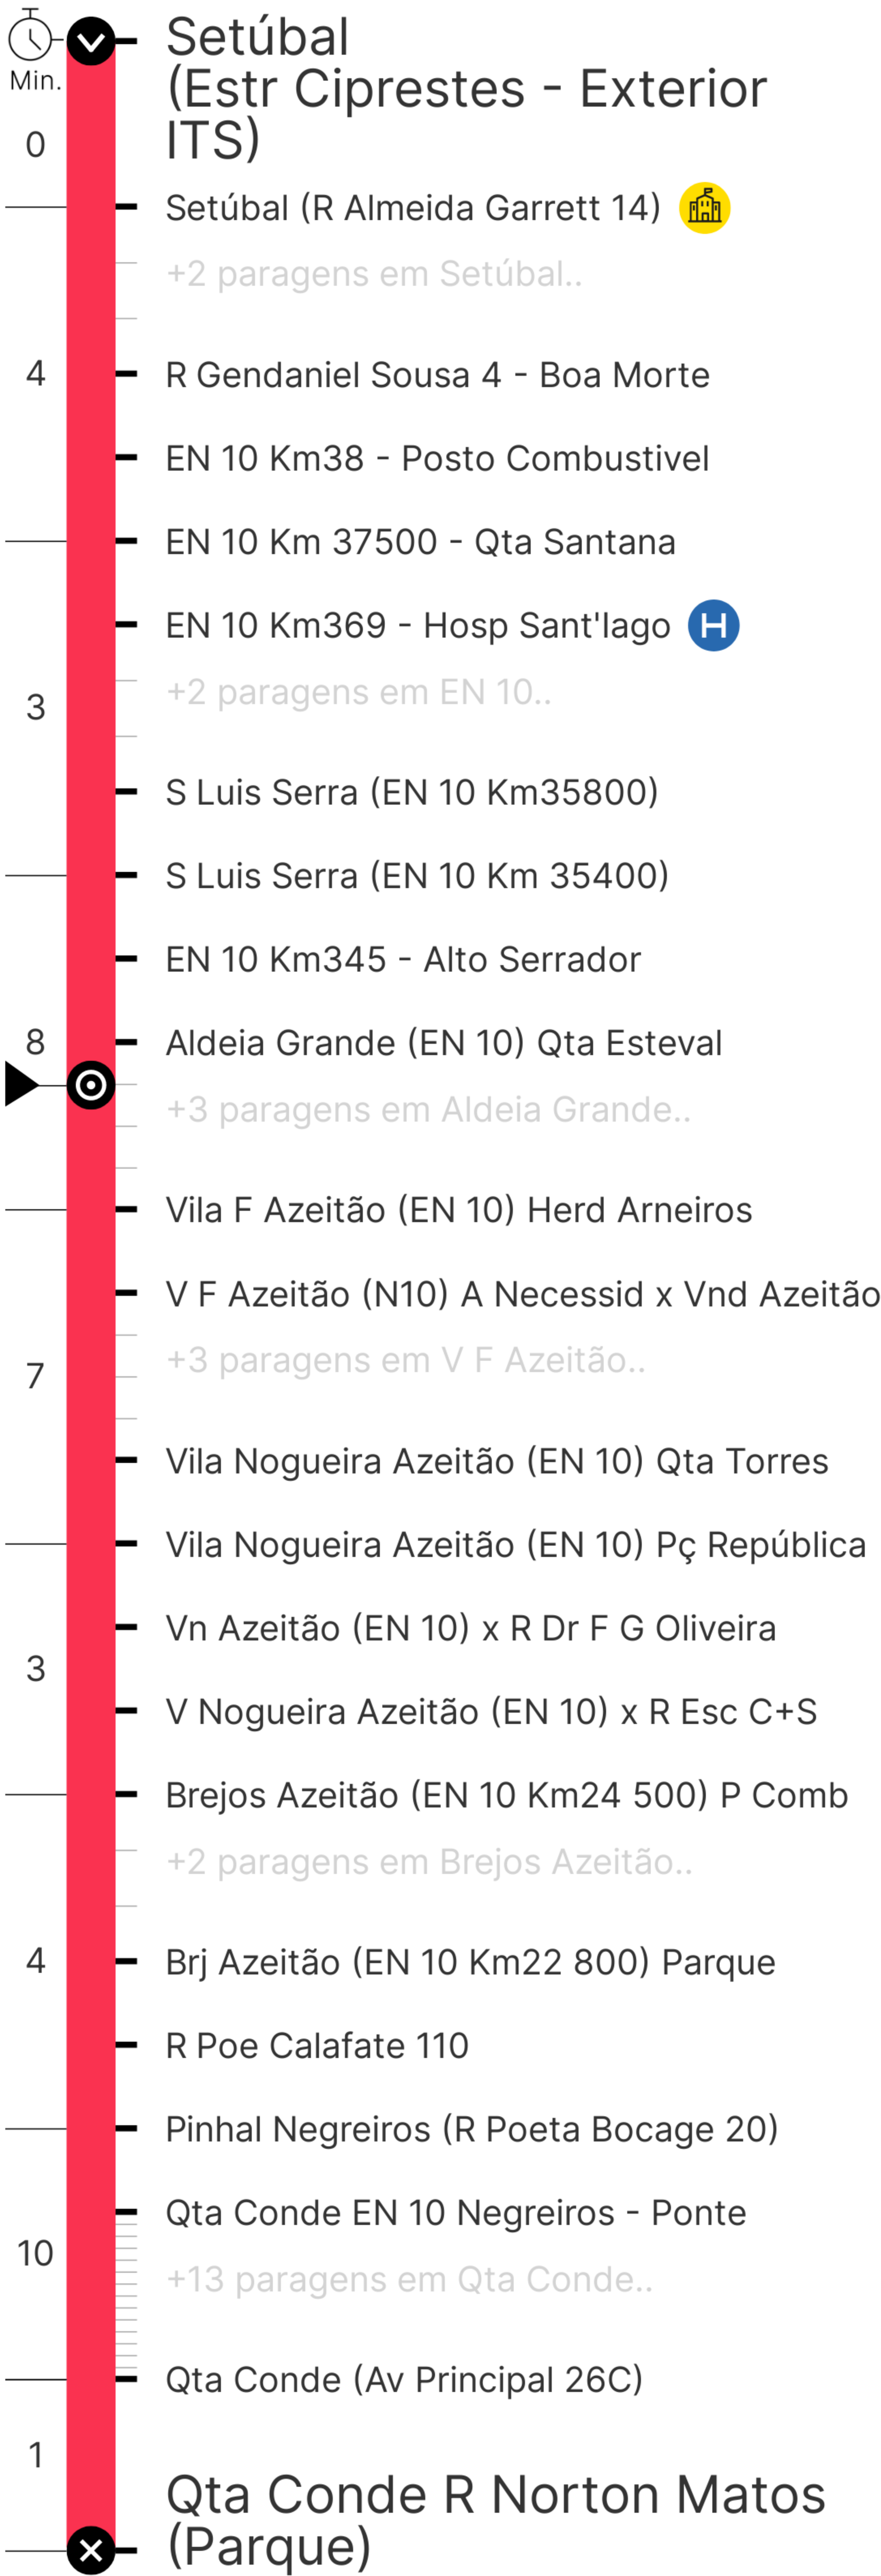 Setúbal
(Estr Ciprestes - Exterior
ITS)
Min.
0
Setúbal (R Almeida Garrett 14)
+2 paragens em Setúbal..
4
R Gendaniel Sousa 4 - Boa Morte
EN 10 Km38 - Posto Combustivel
EN 10 Km 37500 - Qta Santana
EN 10 Km369 - Hosp Sant'Iago H
+2 paragens em EN 10..
3
S Luis Serra (EN 10 Km35800)
S Luis Serra (EN 10 Km 35400)
EN 10 Km345 - Alto Serrador
8
Aldeia Grande (EN 10) Qta Esteval
+3 paragens em Aldeia Grande..
Vila F Azeitão (EN 10) Herd Arneiros
V F Azeitão (N10) A Necessid x Vnd Azeitão
+3 paragens em V F Azeitão..
7
Vila Nogueira Azeitão (EN 10) Qta Torres
Vila Nogueira Azeitão (EN 10) Pç República
Vn Azeitão (EN 10) x R Dr F G Oliveira
3
V Nogueira Azeitão (EN 10) x R Esc C+S
Brejos Azeitão (EN 10 Km24 500) P Comb
+2 paragens em Brejos Azeitão..
4
Brj Azeitão (EN 10 Km22 800) Parque
R Poe Calafate 110
Pinhal Negreiros (R Poeta Bocage 20)
Qta Conde EN 10 Negreiros - Ponte
10
+13 paragens em Qta Conde..
Qta Conde (Av Principal 26C)
1
Qta Conde R Norton Matos
(Parque)